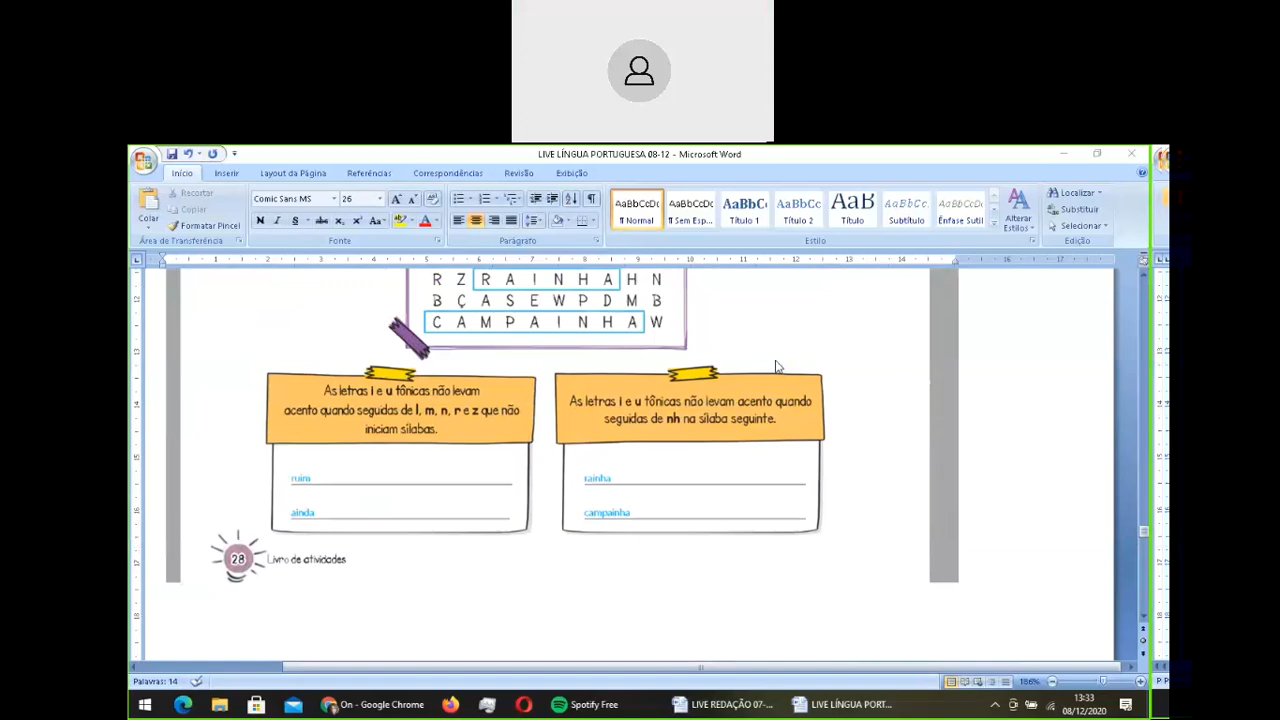 LIVE LÍNGUA PORTUGUESA 08-12 - Microsoft Word
Início Inserir Layout da Página Referências Correspondências Revisão Exibição
Colar
Recortar
Copiar
Formatar Pincel
Área de Transferência
Comic Sans MS 26
Fonte
Parágrafo
AaBbCcDc AaBbCcDc AaBbC AaBbCc AaB AaBbCc. AaBbCcDc
¶ Normal ¶ Sem Esp... Título 1 Título 2 Título Subtítulo Ênfase Sutil
Alterar Estilos
Estilo
Localizar
Substituir
Selecionar
Edição
R Z R A I N H A H N
B Ç A S E W P D M B
C A M P A I N H A W
As letras i e u tônicas não levam
acento quando seguidas de l, m, n, r e z que não
iniciam sílabas.
ruim
ainda
As letras i e u tônicas não levam acento quando
seguidas de nh na sílaba seguinte.
rainha
campainha
28 Livro de atividades
Palavras: 14
186%
On - Google Chrome
Spotify Free
LIVE REDAÇÃO 07-...
LIVE LÍNGUA PORT...
13:33
08/12/2020